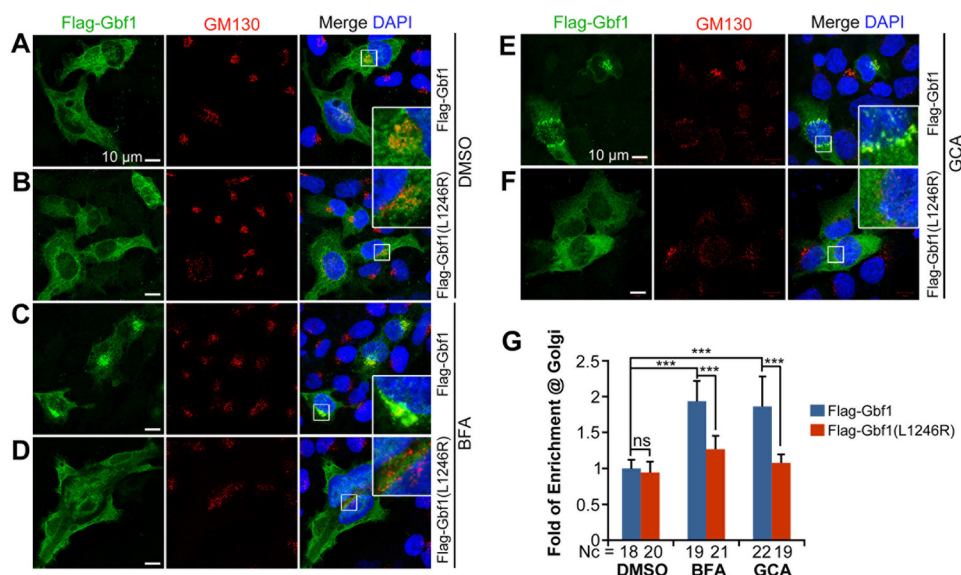 Flag-Gbf1 GM130 Merge DAPI
A
10 μm
Flag-Gbf1
B
Flag-Gbf1(L1246R)
DMSO
C
Flag-Gbf1
D
Flag-Gbf1(L1246R)
BFA
Flag-Gbf1 GM130 Merge DAPI
E
10 μm
Flag-Gbf1
F
Flag-Gbf1(L1246R)
GCA
G
Fold of Enrichment @ Golgi
2.5
2
1.5
1
0.5
0
ns
***
***
***
***
Flag-Gbf1
Flag-Gbf1(L1246R)
Nc = 18 20 19 21 22 19
DMSO BFA GCA